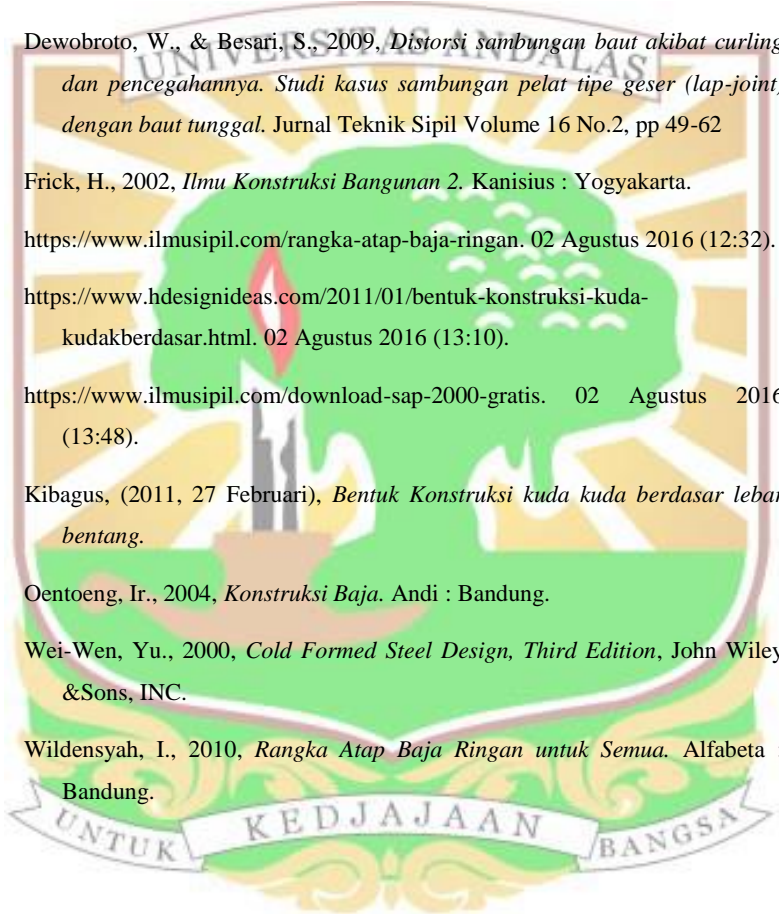 Dewobroto, W., & Besari, S., 2009, Distorsi sambungan baut akibat curling
UNIVERSITAS ANDALAS
dan pencegahannya. Studi kasus sambungan pelat tipe geser (lap-joint)
dengan baut tunggal. Jurnal Teknik Sipil Volume 16 No.2, pp 49-62
Frick, H., 2002, Ilmu Konstruksi Bangunan 2. Kanisius : Yogyakarta.
https://www.ilmusipil.com/rangka-atap-baja-ringan. 02 Agustus 2016 (12:32).
https://www.hdesignideas.com/2011/01/bentuk-konstruksi-kuda-
kudakberdasar.html. 02 Agustus 2016 (13:10).
https://www.ilmusipil.com/download-sap-2000-gratis. 02 Agustus 2016
(13:48).
Kibagus, (2011, 27 Februari), Bentuk Konstruksi kuda kuda berdasar lebar
bentang.
Oentoeng, Ir., 2004, Konstruksi Baja. Andi : Bandung.
Wei-Wen, Yu., 2000, Cold Formed Steel Design, Third Edition, John Wiley
&Sons, INC.
Wildensyah, I., 2010, Rangka Atap Baja Ringan untuk Semua. Alfabeta :
Bandung.
UNTUK KEDJAJAAN BANGSA